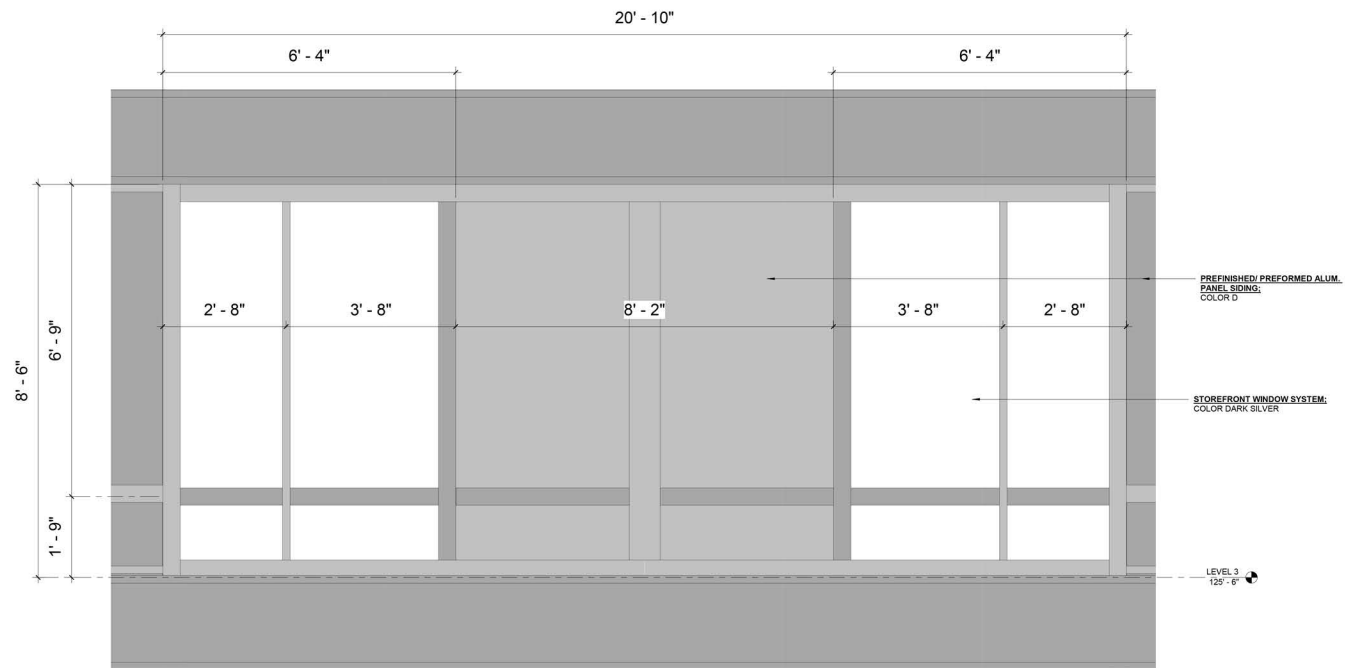 20' - 10"
6' - 4"
6' - 4"
2' - 8"
3' - 8"
8' - 2"
3' - 8"
2' - 8"
8' - 6"
6' - 9"
1' - 9"
PREFINISHED/ PREFORMED ALUM.
PANEL SIDING:
COLOR D
STOREFRONT WINDOW SYSTEM:
COLOR DARK SILVER
LEVEL 3
125' - 6"